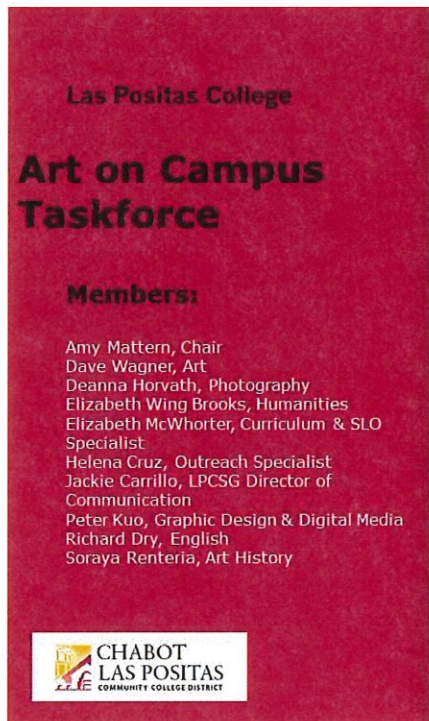 Las Positas College
Art on Campus
Taskforce
Members:
Amy Mattern, Chair
Dave Wagner, Art
Deanna Horvath, Photography
Elizabeth Wing Brooks, Humanities
Elizabeth McWhorter, Curriculum & SLO
Specialist
Helena Cruz, Outreach Specialist
Jackie Carrillo, LPCSG Director of
Communication
Peter Kuo, Graphic Design & Digital Media
Richard Dry, English
Soraya Renteria, Art History
CHABOT
LAS POSITAS
COMMUNITY COLLEGE DISTRICT